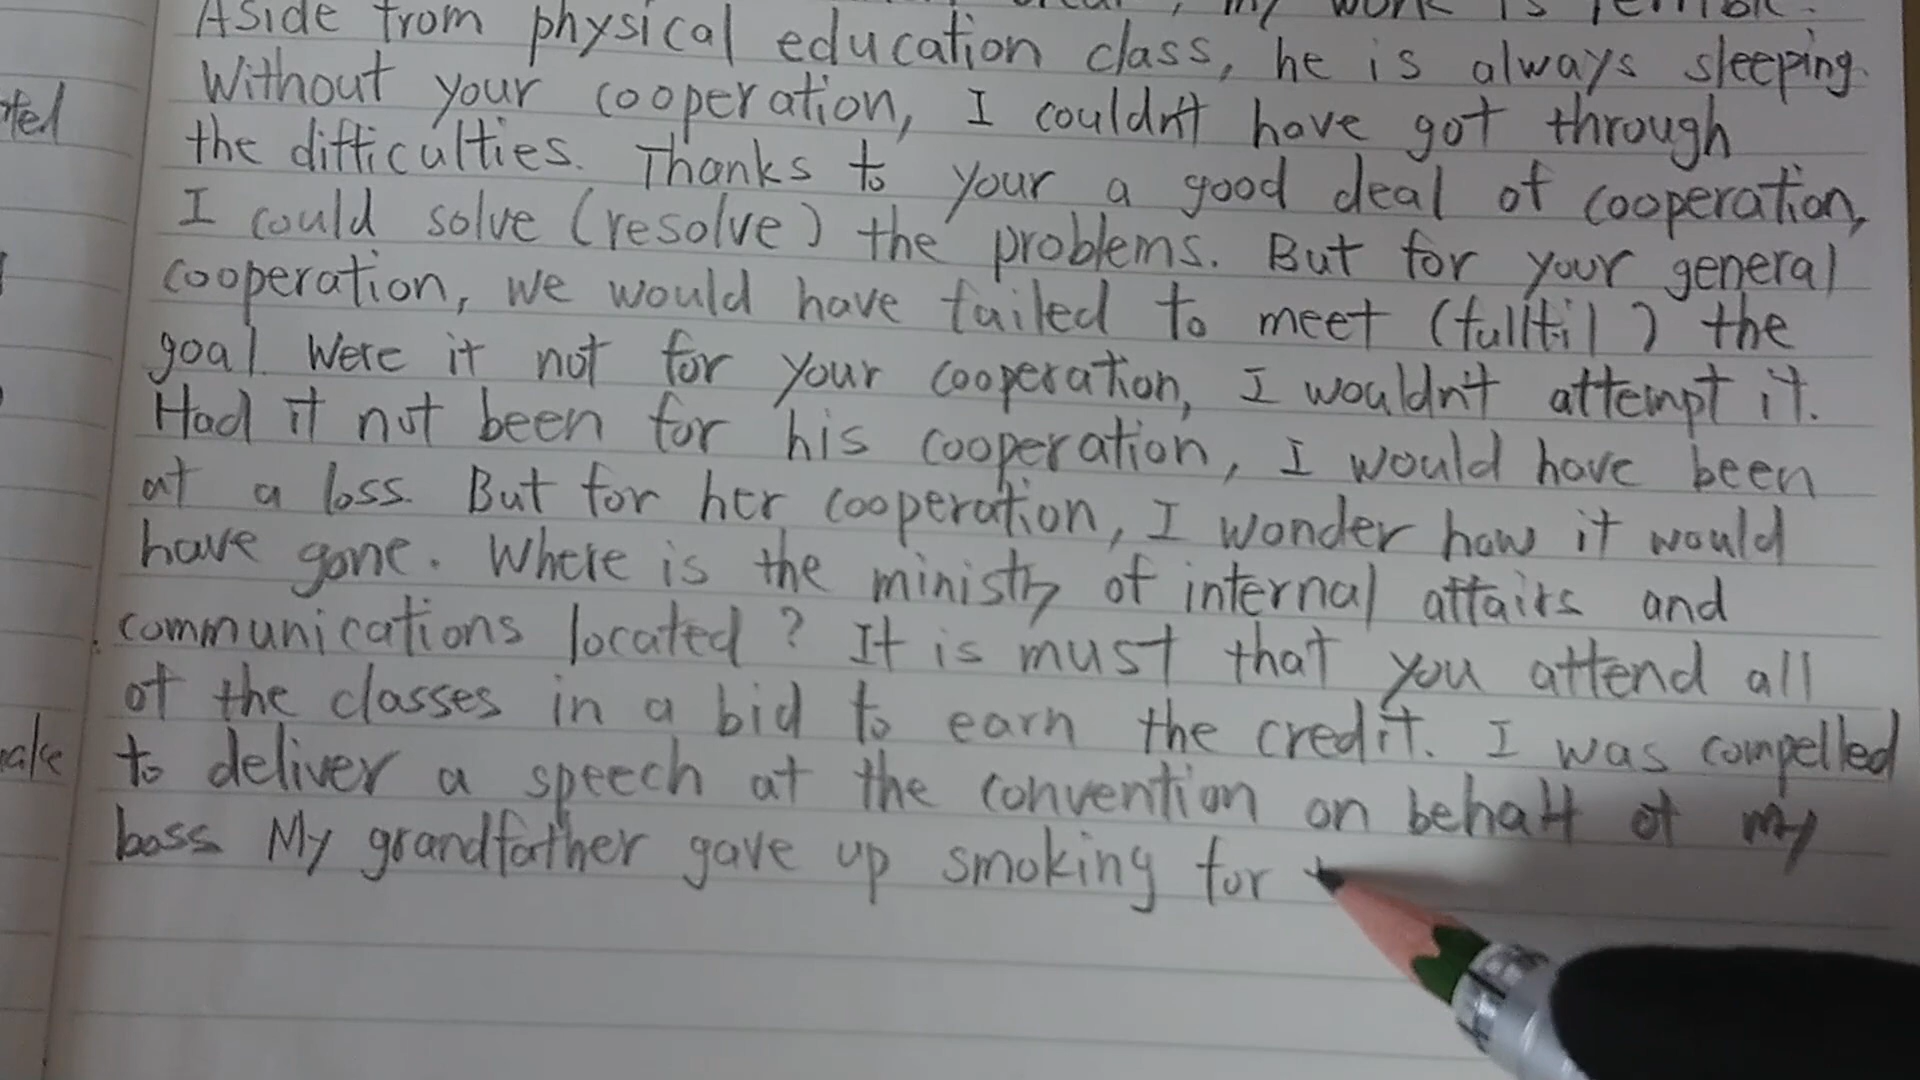 my work is terrible.
Aside from physical education class, he is always sleeping.
Without your cooperation, I couldn't have got through
the difficulties. Thanks to your a good deal of cooperation,
I could solve (resolve) the problems. But for your general
cooperation, we would have failed to meet (fullfil) the
goal. Were it not for your cooperation, I wouldn't attempt it.
Had it not been for his cooperation, I would have been
at a loss. But for her cooperation, I wonder how it would
have gone. Where is the ministry of internal affairs and
communications located? It is must that you attend all
of the classes in a bid to earn the credit. I was compelled
to deliver a speech at the convention on behalf of my
boss. My grandfather gave up smoking for